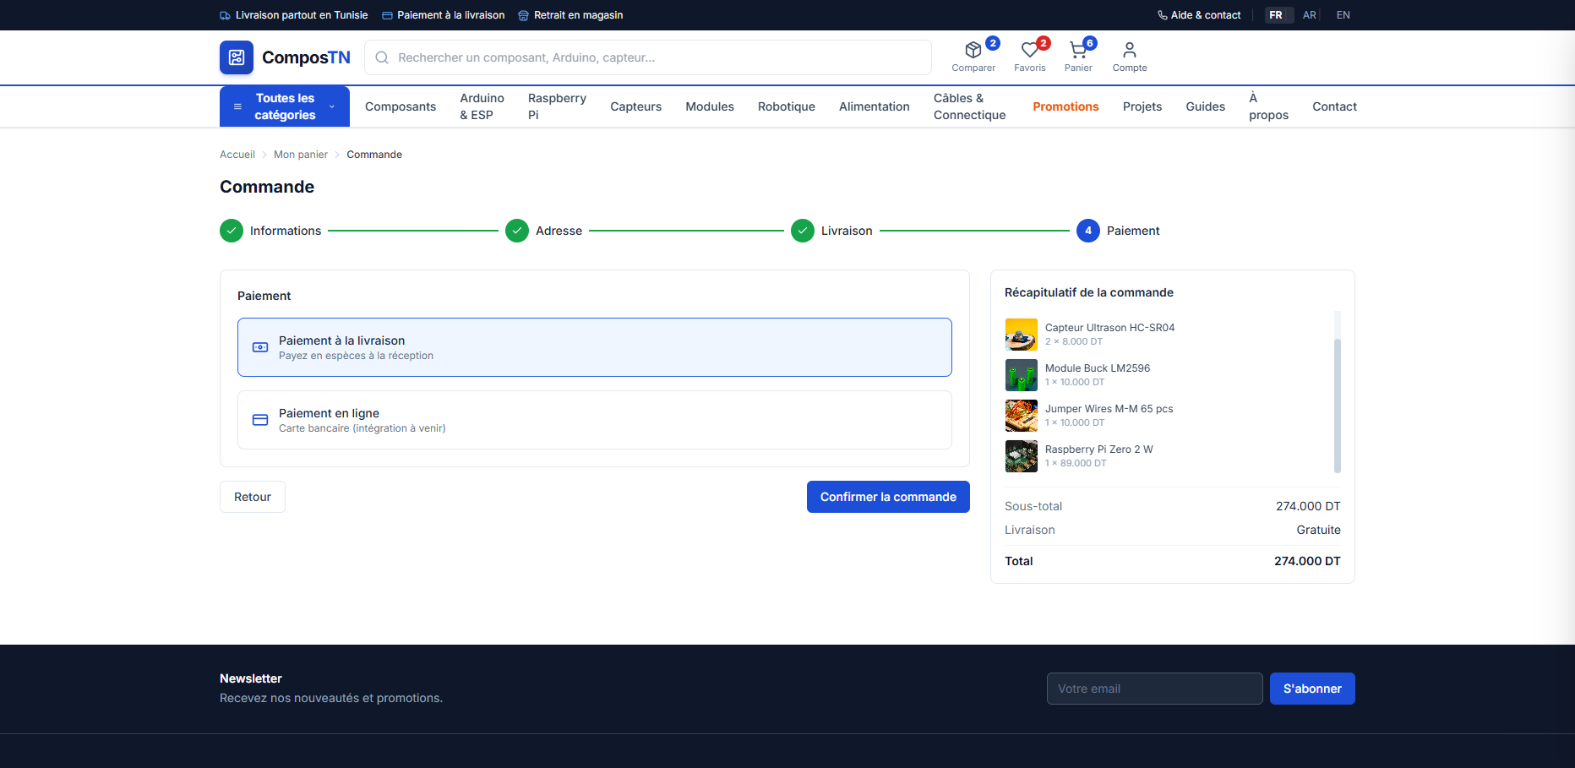 Livraison partout en Tunisie Paiement à la livraison Retrait en magasin Aide & contact FR AR EN
ComposTN
Rechercher un composant, Arduino, capteur...
2 2 6
Comparer Favoris Panier Compte
Toutes les catégories
Composants
Arduino & ESP
Raspberry Pi
Capteurs
Modules
Robotique
Alimentation
Câbles & Connectique
Promotions
Projets
Guides
À propos
Contact
Accueil Mon panier Commande
Commande
Informations Adresse Livraison 4 Paiement
Paiement
Paiement à la livraison
Payez en espèces à la réception
Paiement en ligne
Carte bancaire (intégration à venir)
Retour
Confirmer la commande
Récapitulatif de la commande
Capteur Ultrason HC-SR04
2 × 8.000 DT
Module Buck LM2596
1 × 10.000 DT
Jumper Wires M-M 65 pcs
1 × 10.000 DT
Raspberry Pi Zero 2 W
1 × 89.000 DT
Sous-total 274.000 DT
Livraison Gratuite
Total 274.000 DT
Newsletter
Recevez nos nouveautés et promotions.
Votre email
S'abonner